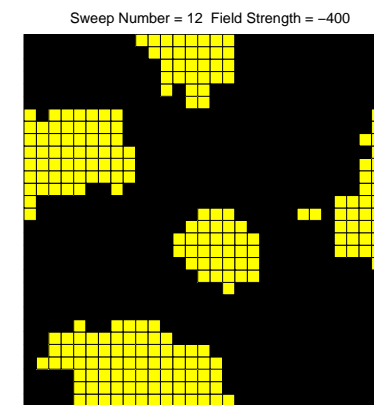 Sweep Number = 12  Field Strength = −400